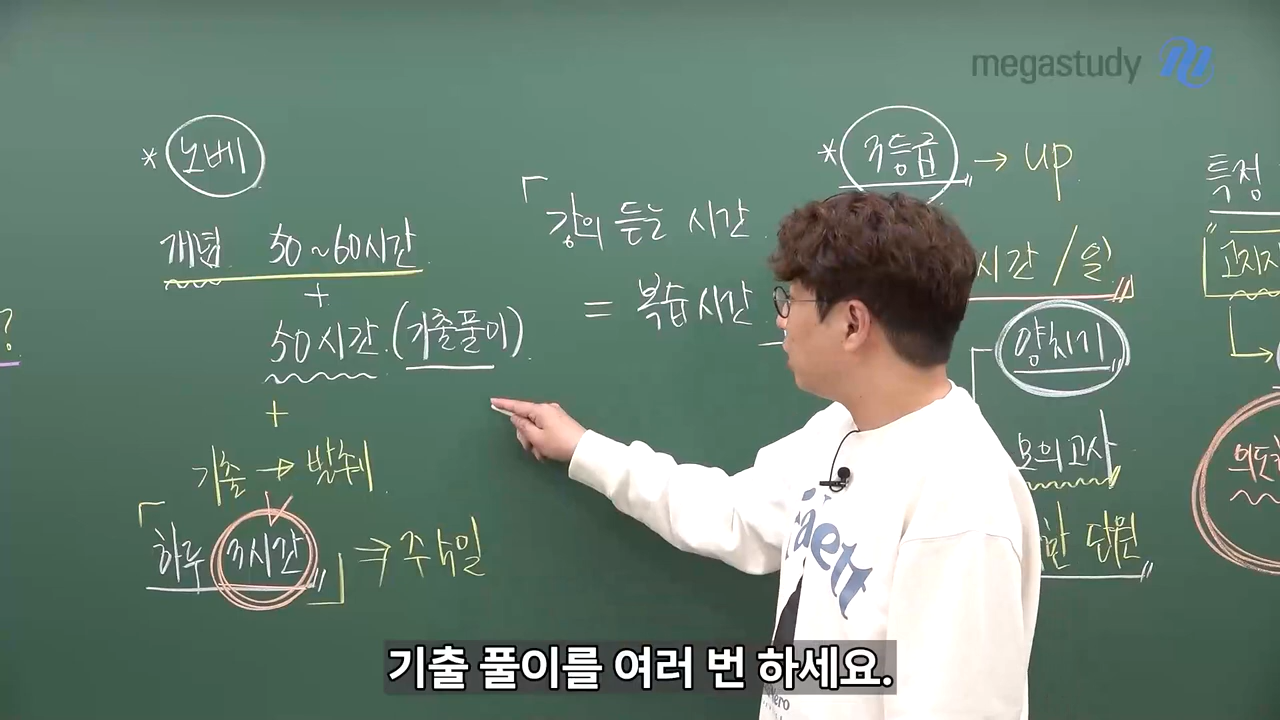 megastudy
* 노베
개념 50~60시간
+
50시간 (기출풀이)
+
기출 → 발췌
「하루 3시간」 ⇒ 주4일
「강의 듣는 시간
= 복습시간
* 3등급 → up
시간/일
양치기
모의고사
단원
특정
의도
?
기출 풀이를 여러 번 하세요.